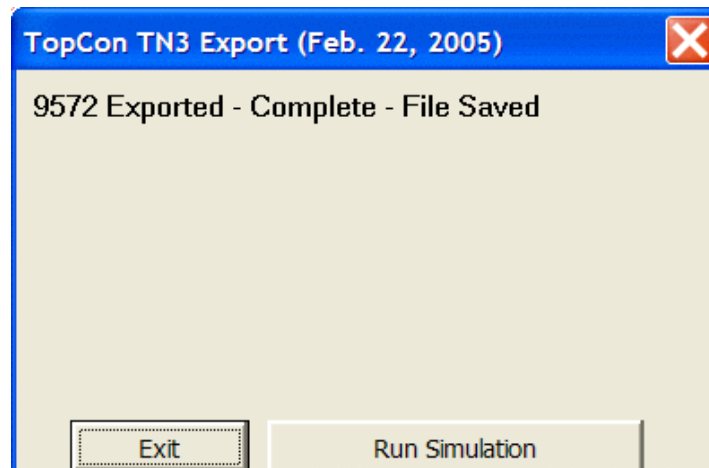 TopCon TN3 Export (Feb. 22, 2005)
9572 Exported - Complete - File Saved
Exit
Run Simulation